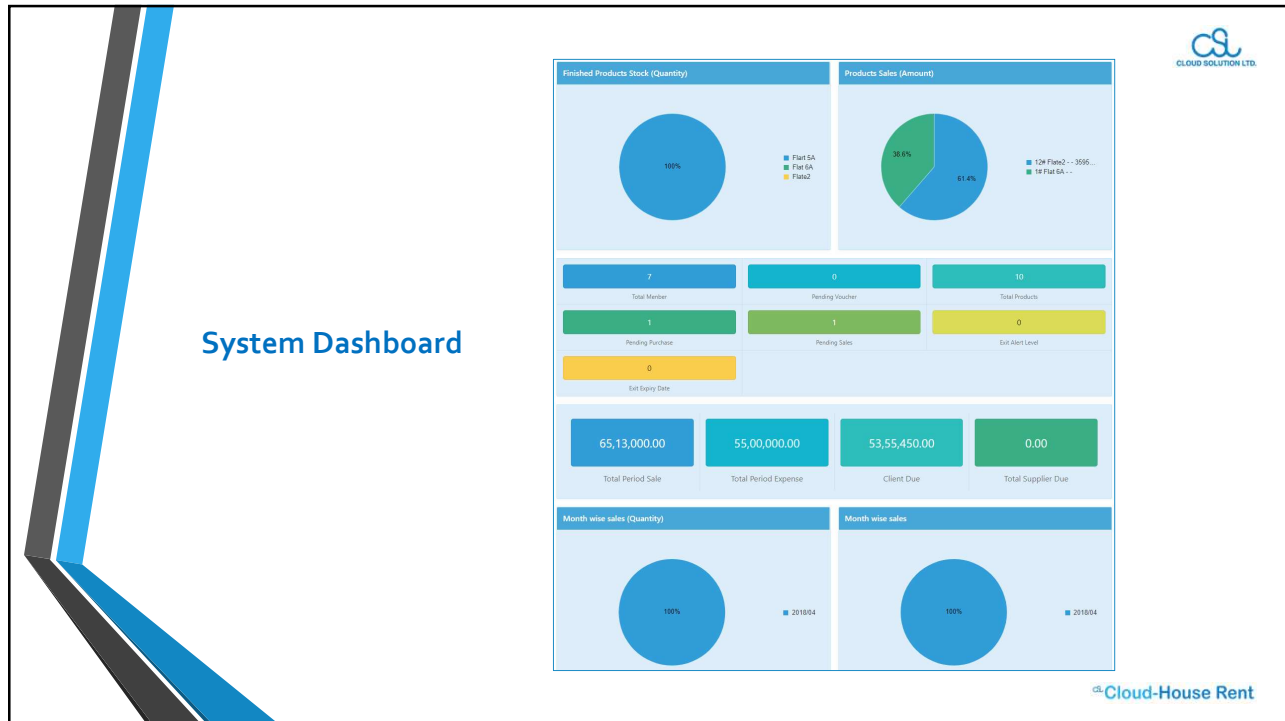 CSL
CLOUD SOLUTION LTD.
System Dashboard
Finished Products Stock (Quantity)
100%
Flart 5A
Flat 6A
Flate2
Products Sales (Amount)
38.6%
61.4%
12# Flate2 - - 3595...
1# Flat 6A - -
7
Total Menber
0
Pending Voucher
10
Total Products
1
Pending Purchase
1
Pending Sales
0
Exit Alert Level
0
Exit Expiry Date
65,13,000.00
Total Period Sale
55,00,000.00
Total Period Expense
53,55,450.00
Client Due
0.00
Total Supplier Due
Month wise sales (Quantity)
100%
2018/04
Month wise sales
100%
2018/04
CSL Cloud-House Rent